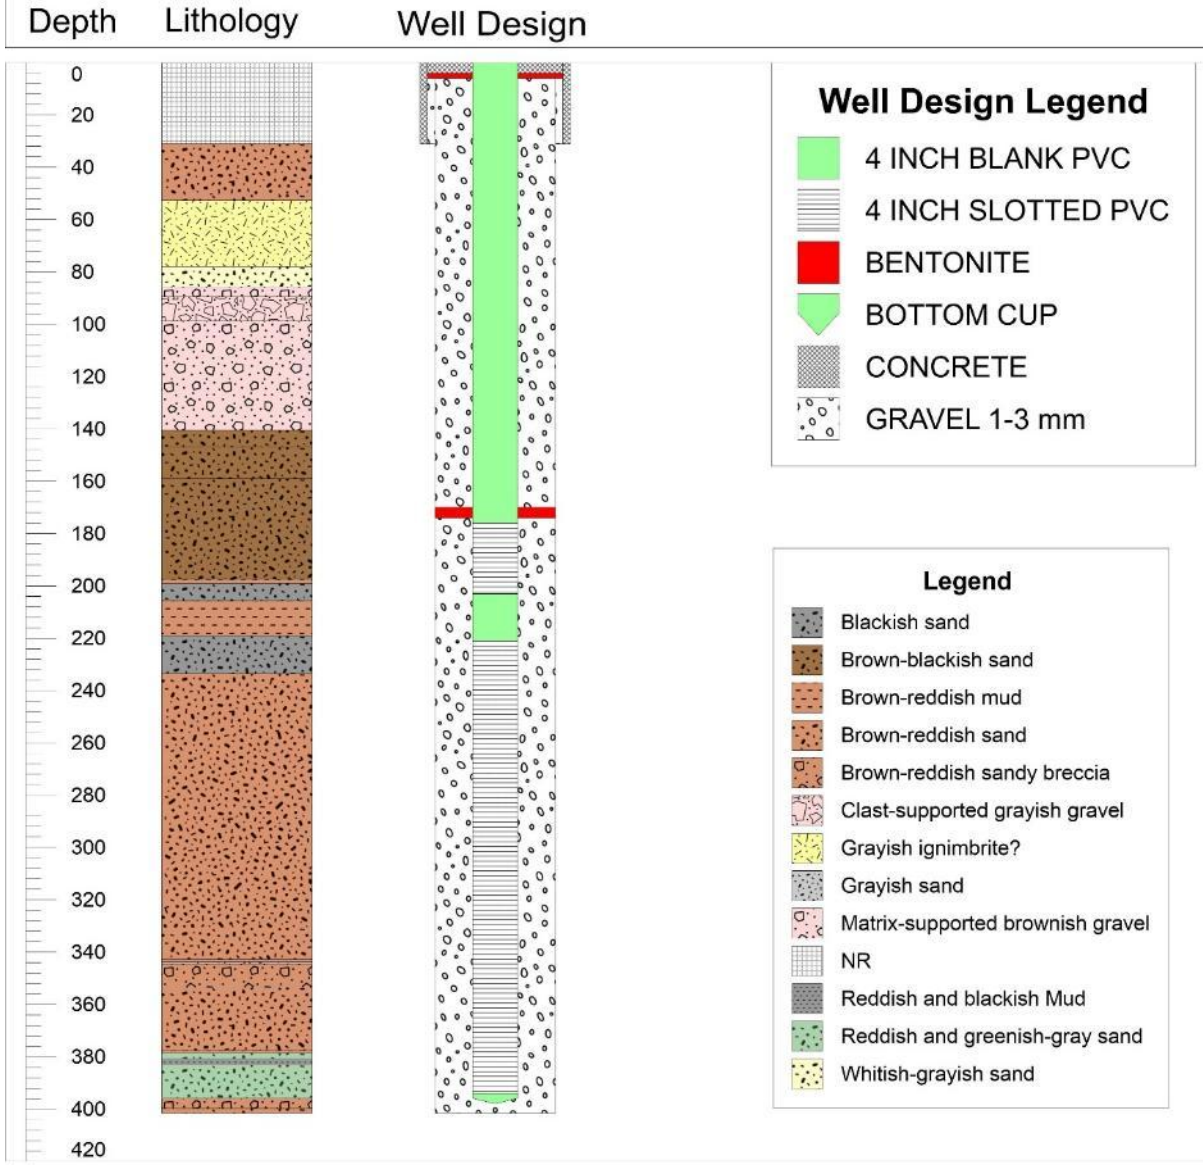 Depth Lithology Well Design
0
20
40
60
80
100
120
140
160
180
200
220
240
260
280
300
320
340
360
380
400
420
Well Design Legend
4 INCH BLANK PVC
4 INCH SLOTTED PVC
BENTONITE
BOTTOM CUP
CONCRETE
GRAVEL 1-3 mm
Legend
Blackish sand
Brown-blackish sand
Brown-reddish mud
Brown-reddish sand
Brown-reddish sandy breccia
Clast-supported grayish gravel
Grayish ignimbrite?
Grayish sand
Matrix-supported brownish gravel
NR
Reddish and blackish Mud
Reddish and greenish-gray sand
Whitish-grayish sand